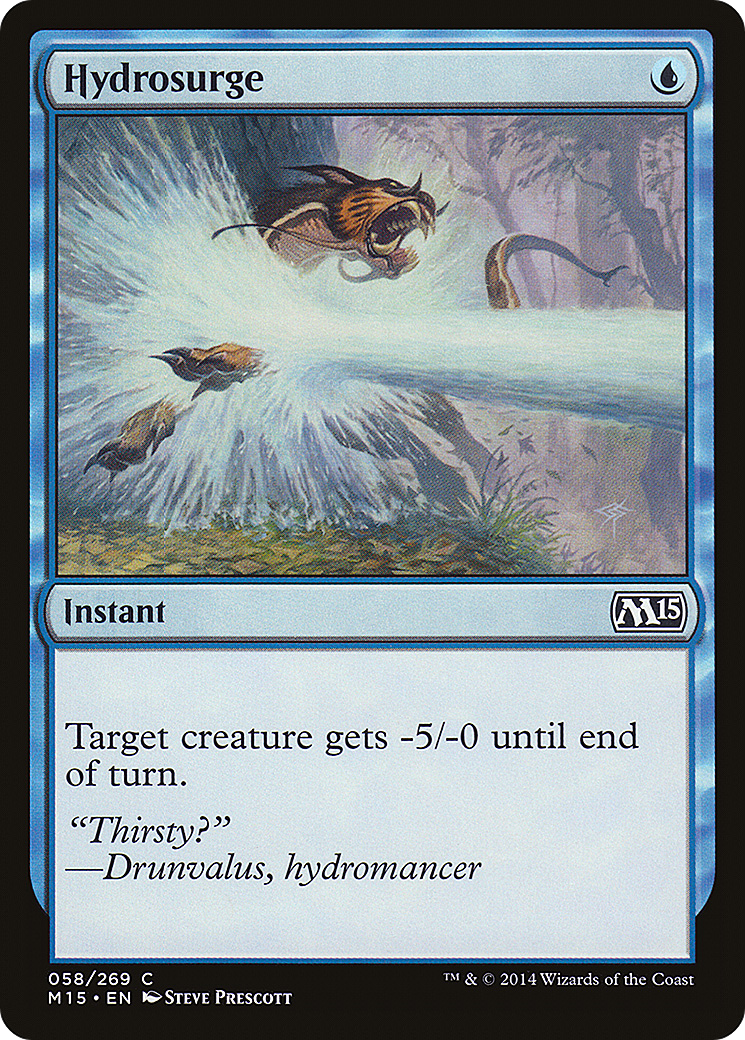 Hydrosurge
Instant
M15
Target creature gets -5/-0 until end
of turn.
“Thirsty?”
—Drunvalus, hydromancer
058/269 C
™ & © 2014 Wizards of the Coast
M15 • EN Steve Prescott